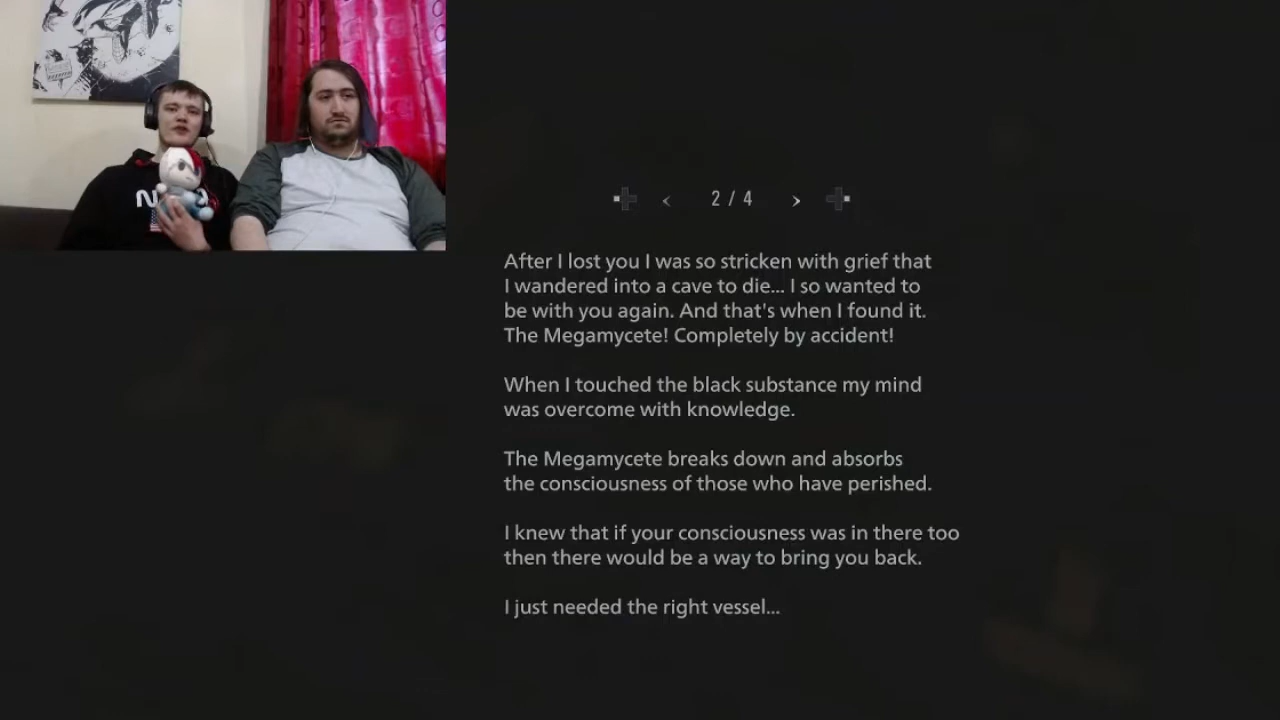 2 / 4
After I lost you I was so stricken with grief that
I wandered into a cave to die... I so wanted to
be with you again. And that's when I found it.
The Megamycete! Completely by accident!
When I touched the black substance my mind
was overcome with knowledge.
The Megamycete breaks down and absorbs
the consciousness of those who have perished.
I knew that if your consciousness was in there too
then there would be a way to bring you back.
I just needed the right vessel...